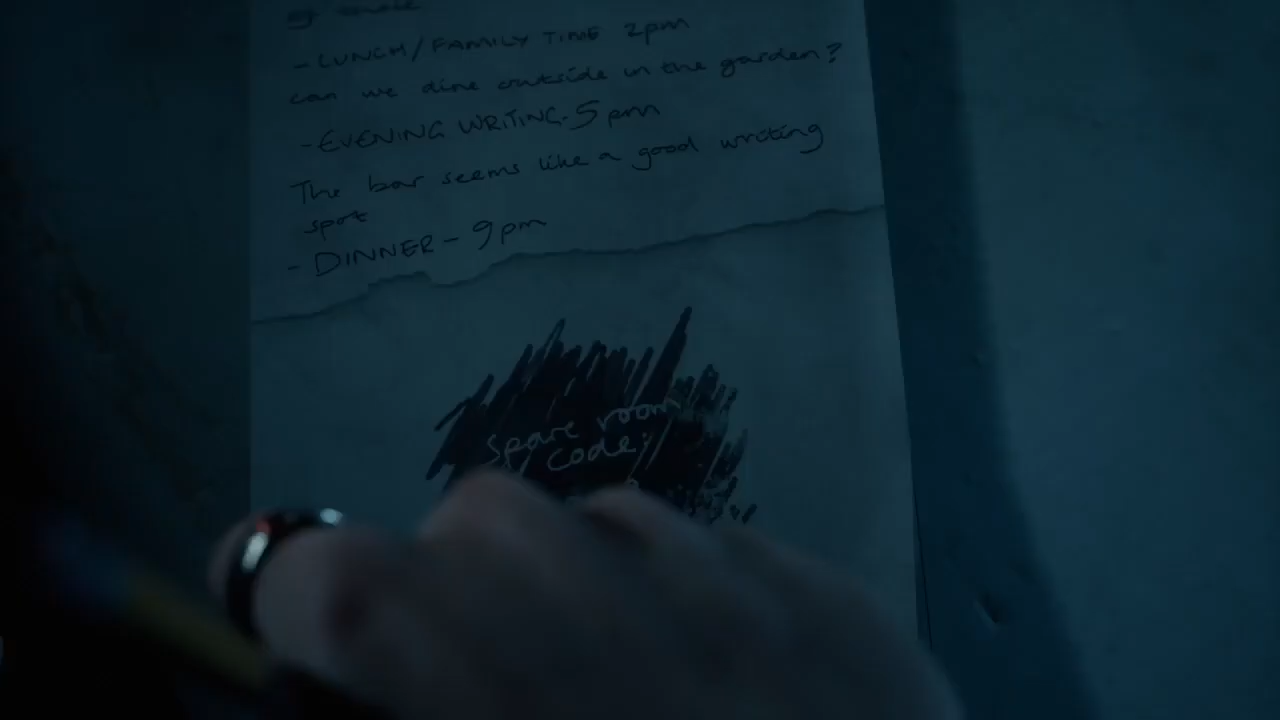 - LUNCH / FAMILY TIME 2pm
can we dine outside in the garden?
- EVENING WRITING - 5pm
The bar seems like a good writing
spot
- DINNER - 9pm
Spare room
code: